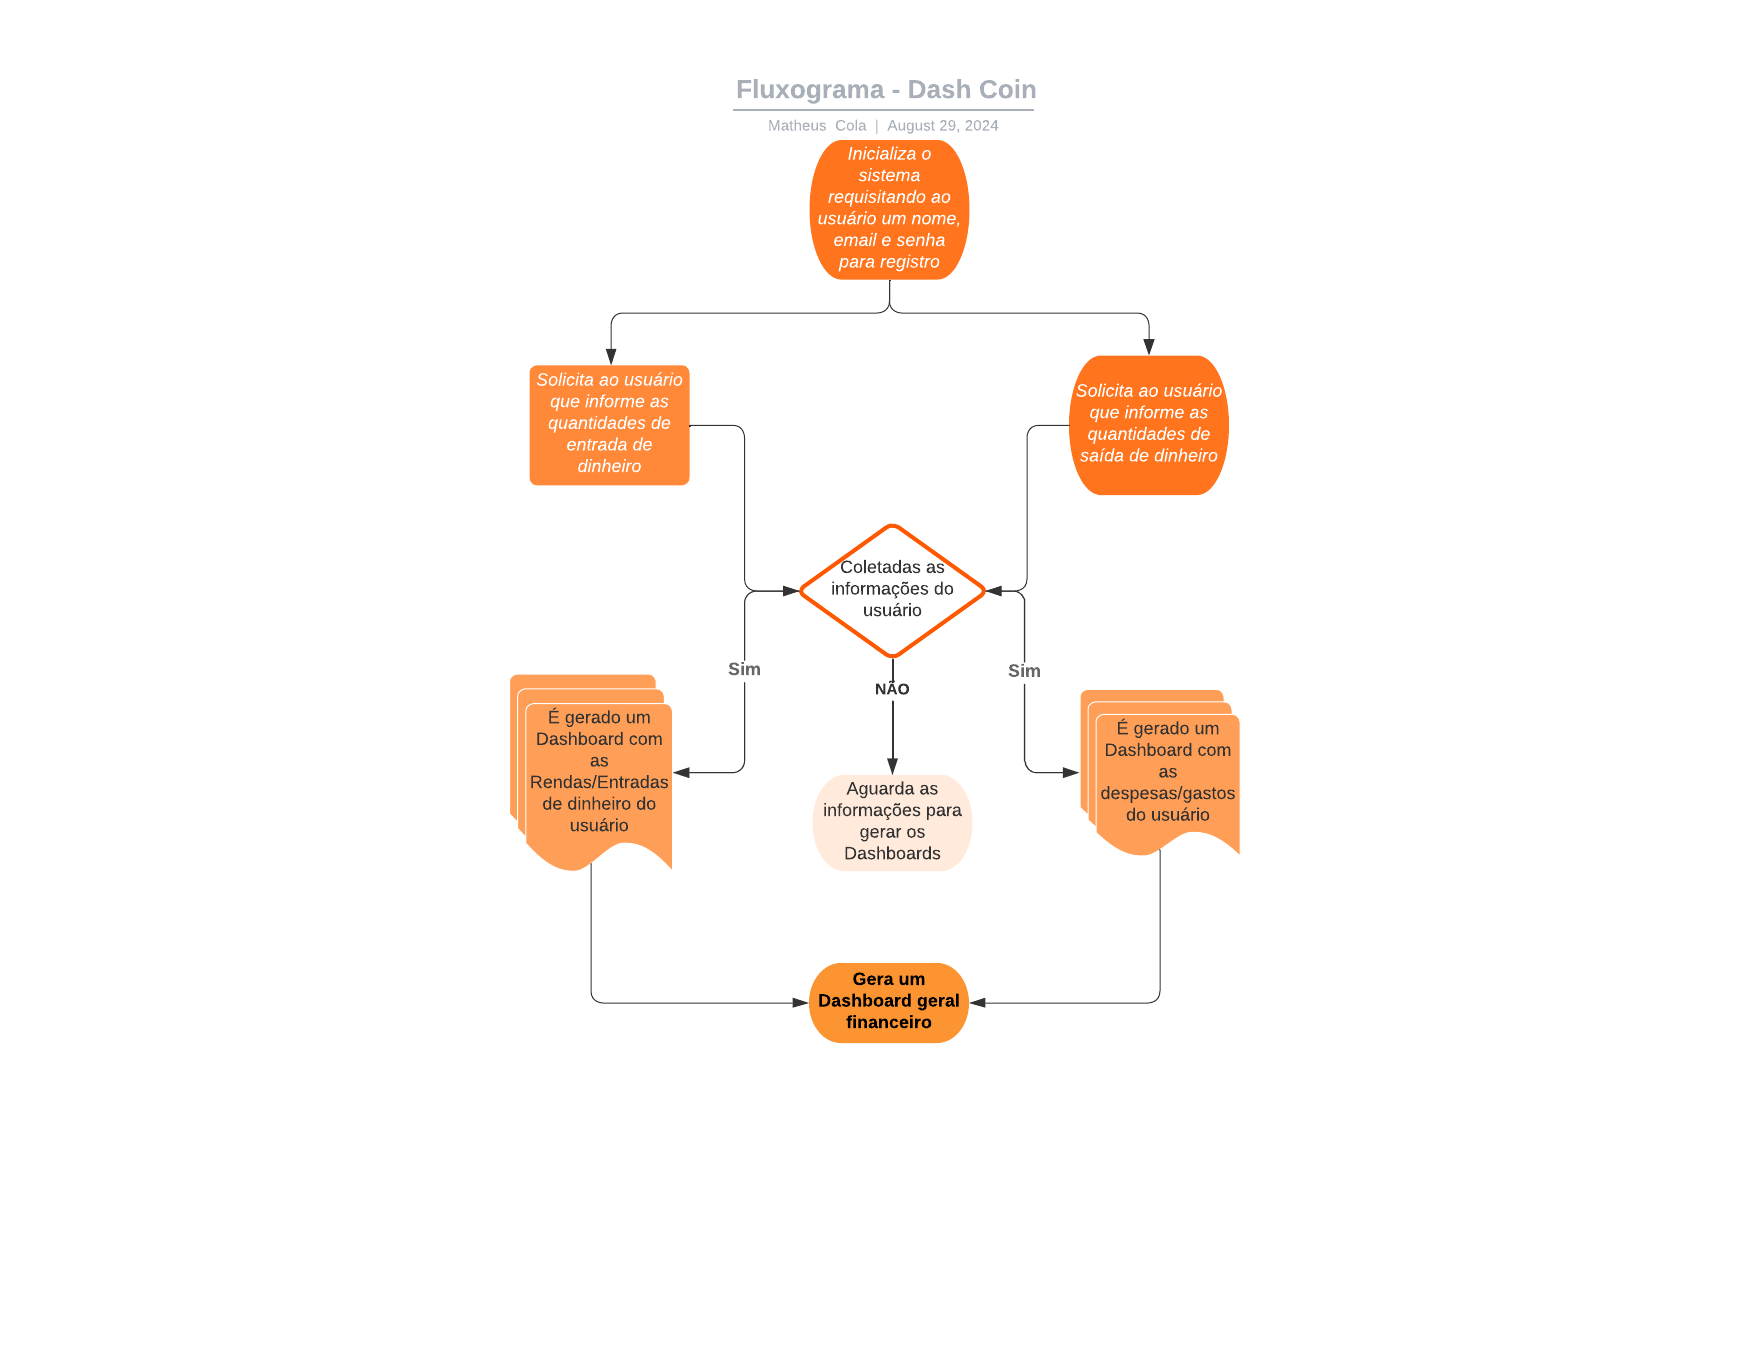 Fluxograma - Dash Coin
Matheus Cola | August 29, 2024
Inicializa o
sistema
requisitando ao
usuário um nome,
email e senha
para registro
Solicita ao usuário
que informe as
quantidades de
entrada de
dinheiro
Solicita ao usuário
que informe as
quantidades de
saída de dinheiro
Coletadas as
informações do
usuário
Sim
NÃO
Sim
É gerado um
Dashboard com
as
Rendas/Entradas
de dinheiro do
usuário
Aguarda as
informações para
gerar os
Dashboards
É gerado um
Dashboard com
as
despesas/gastos
do usuário
Gera um
Dashboard geral
financeiro